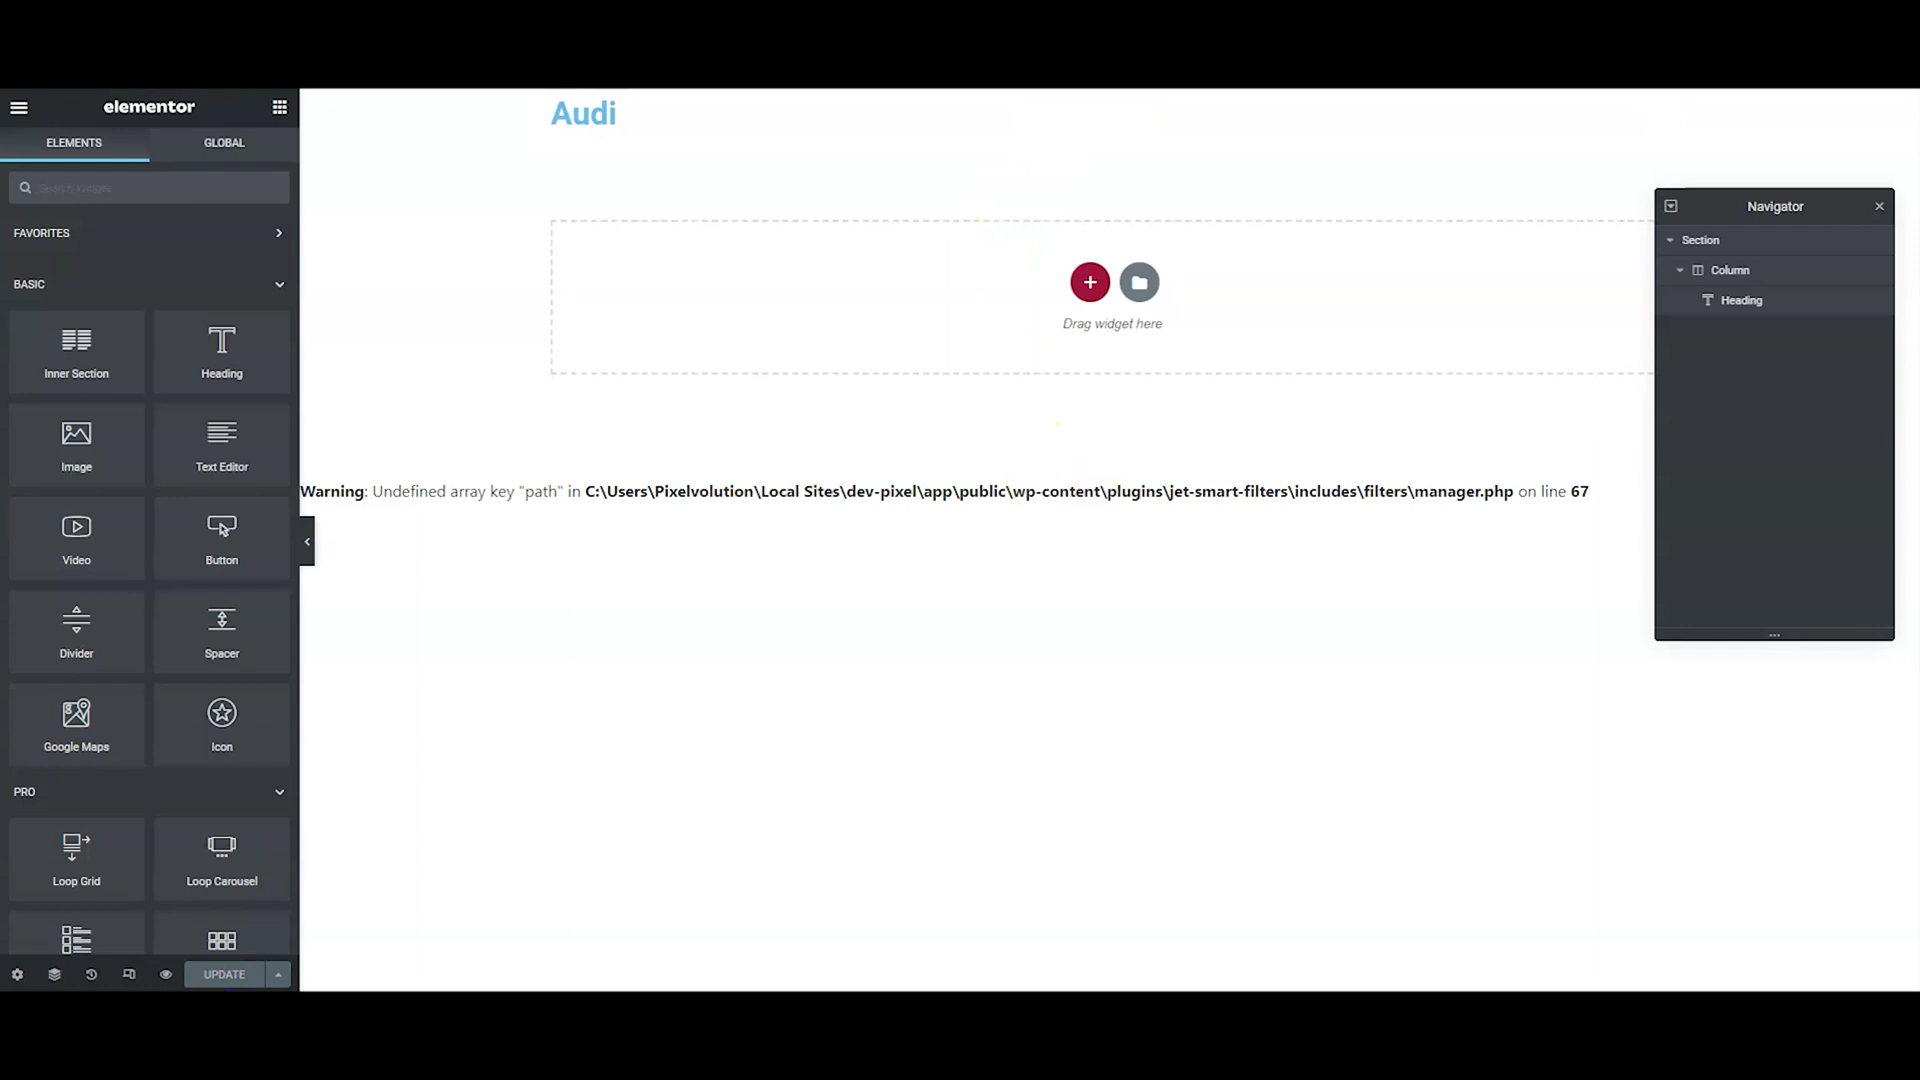 elementor
ELEMENTS
GLOBAL
Search Widget...
FAVORITES
BASIC
Inner Section
Heading
Image
Text Editor
Video
Button
Divider
Spacer
Google Maps
Icon
PRO
Loop Grid
Loop Carousel
UPDATE
Audi
Drag widget here
Warning: Undefined array key "path" in C:\Users\Pixelvolution\Local Sites\dev-pixel\app\public\wp-content\plugins\jet-smart-filters\includes\filters\manager.php on line 67
Navigator
Section
Column
Heading